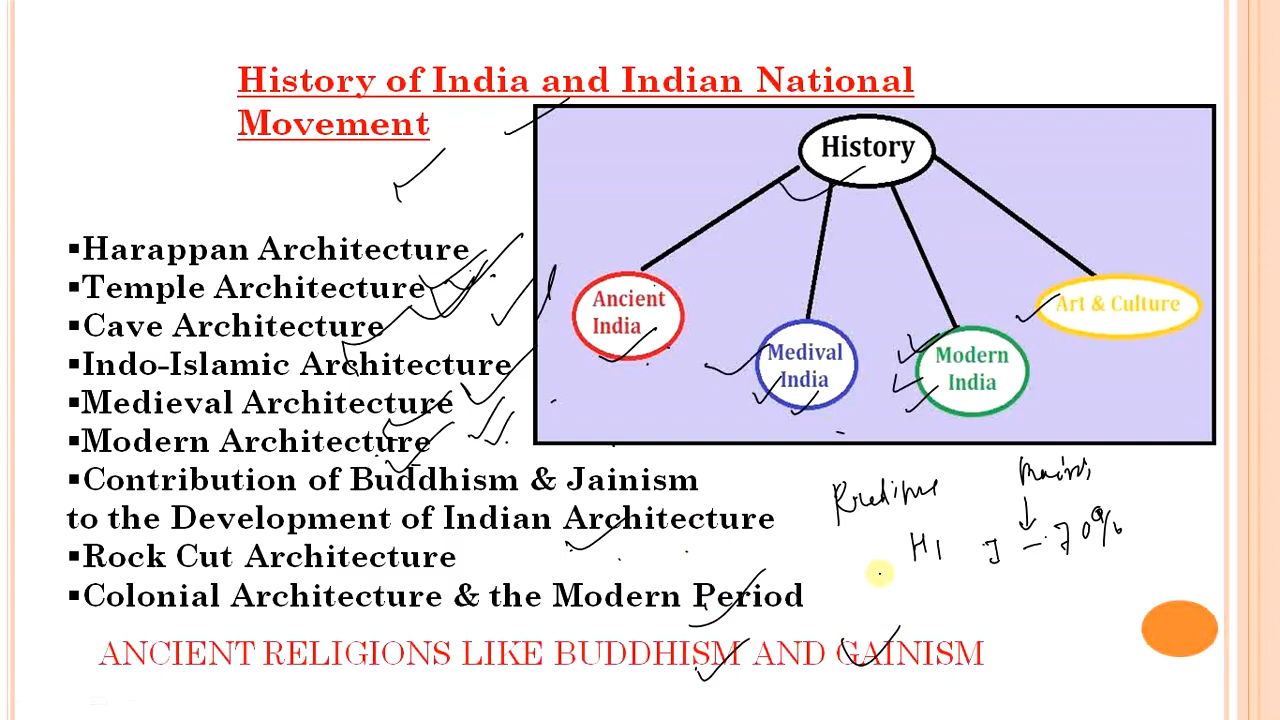 History of India and Indian National
Movement
History
Ancient
India
Medival
India
Modern
India
Art & Culture
▪Harappan Architecture
▪Temple Architecture
▪Cave Architecture
▪Indo-Islamic Architecture
▪Medieval Architecture
▪Modern Architecture
▪Contribution of Buddhism & Jainism
to the Development of Indian Architecture
▪Rock Cut Architecture
▪Colonial Architecture & the Modern Period
70%
ANCIENT RELIGIONS LIKE BUDDHISM AND GAINISM